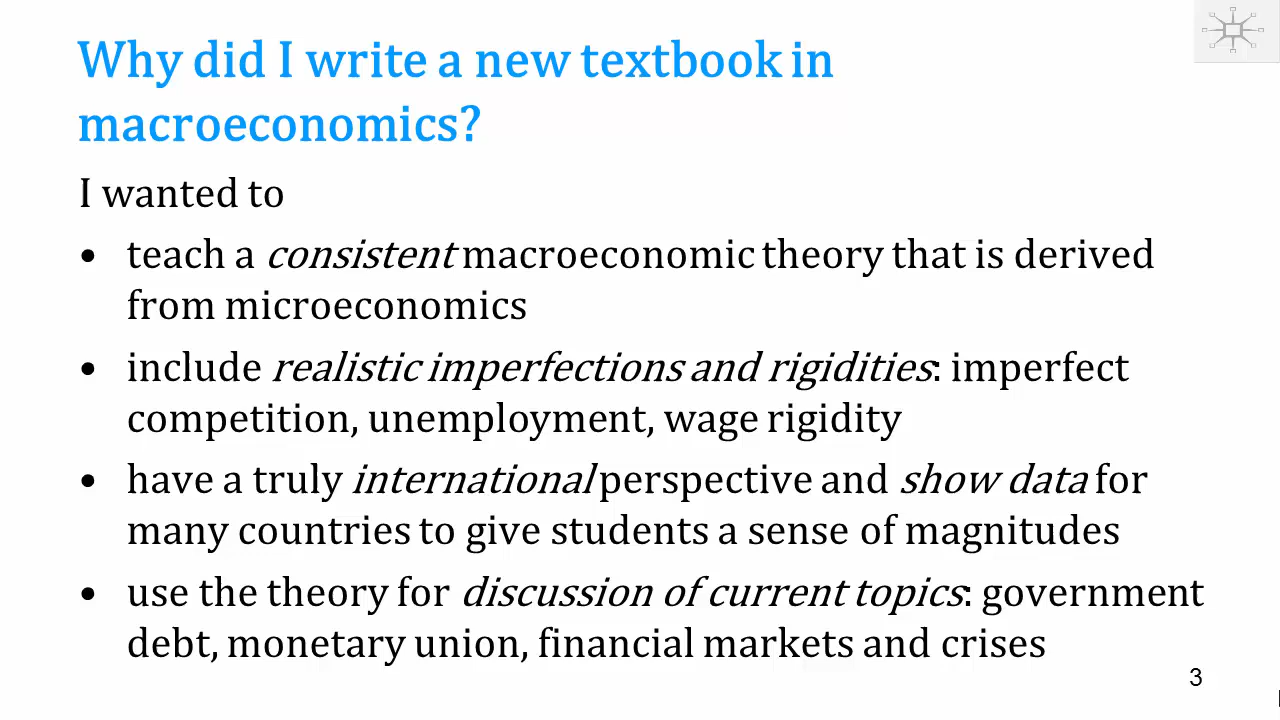 Why did I write a new textbook in
macroeconomics?
I wanted to
• teach a consistent macroeconomic theory that is derived
from microeconomics
• include realistic imperfections and rigidities: imperfect
competition, unemployment, wage rigidity
• have a truly international perspective and show data for
many countries to give students a sense of magnitudes
• use the theory for discussion of current topics: government
debt, monetary union, financial markets and crises
3